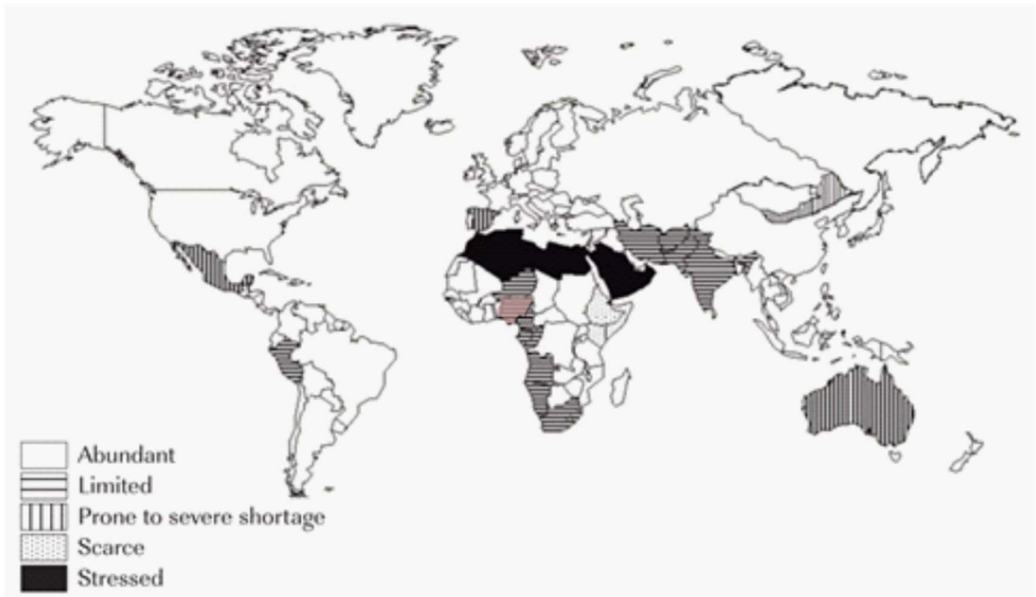 Abundant
Limited
Prone to severe shortage
Scarce
Stressed